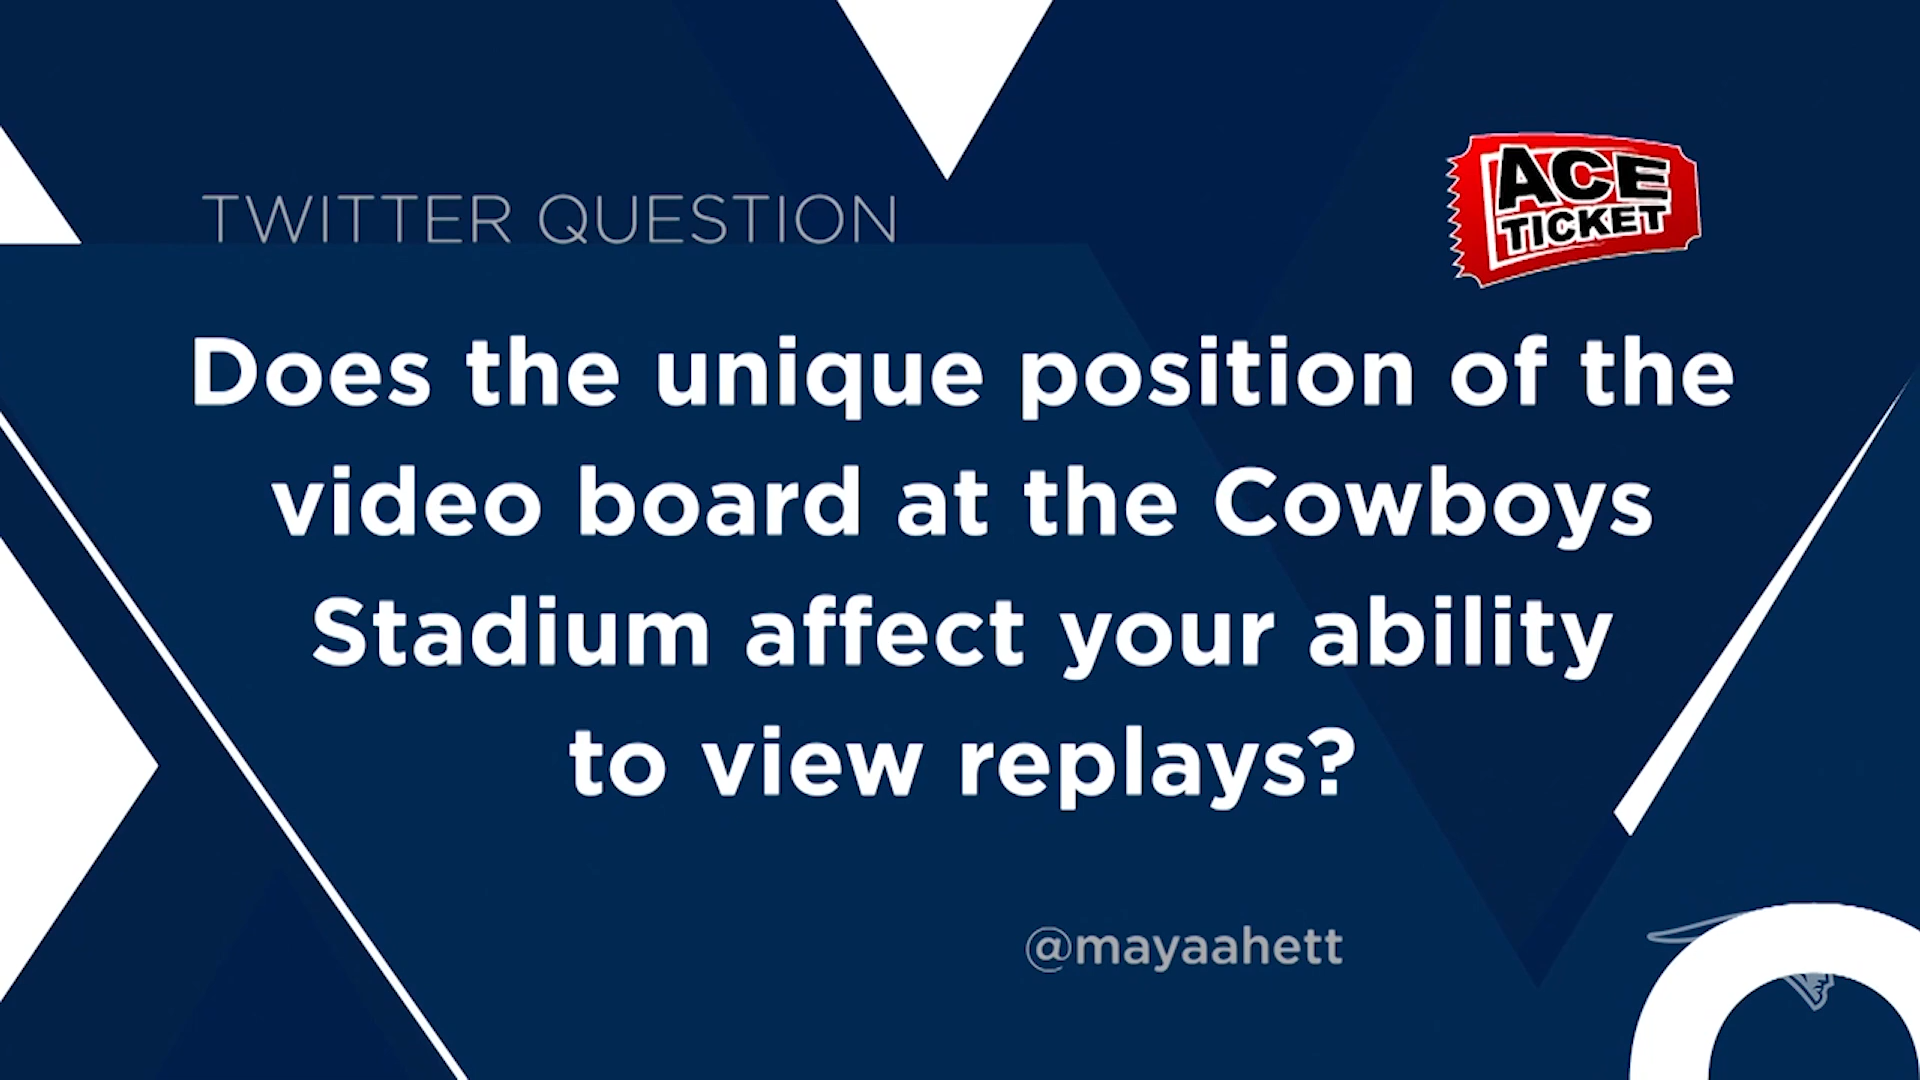 TWITTER QUESTION
ACE
TICKET
Does the unique position of the
video board at the Cowboys
Stadium affect your ability
to view replays?
@mayaahett